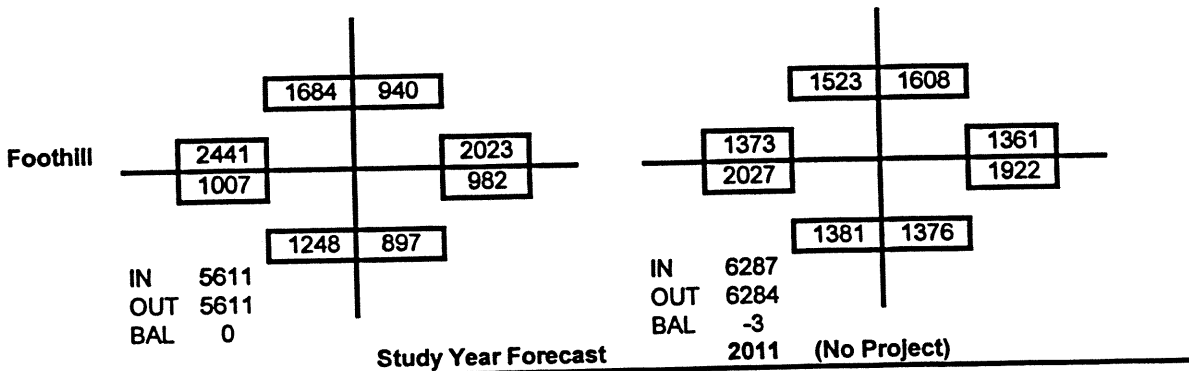 1684 940 1523 1608
Foothill 2441 2023 1373 1361
1007 982 2027 1922
1248 897 1381 1376
IN 5611 IN 6287
OUT 5611 OUT 6284
BAL 0 BAL -3
Study Year Forecast 2011 (No Project)